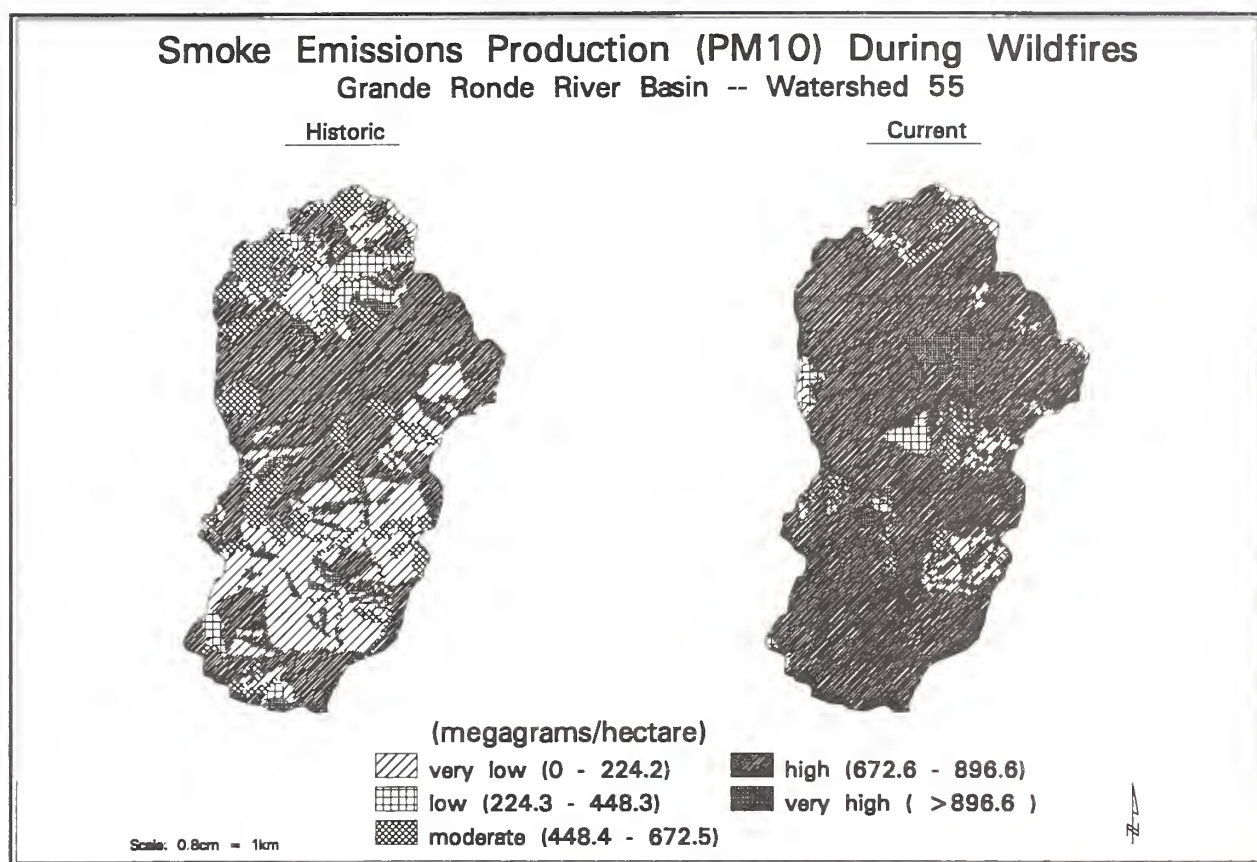 Smoke Emissions Production (PM10) During Wildfires
Grande Ronde River Basin -- Watershed 55
Historic
Current
(megagrams/hectare)
very low (0 - 224.2)
low (224.3 - 448.3)
moderate (448.4 - 672.5)
high (672.6 - 896.6)
very high ( >896.6 )
Scale: 0.8cm = 1km
N